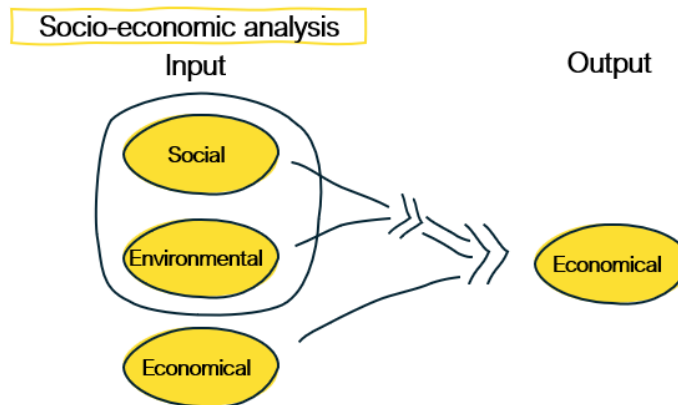 Socio-economic analysis
Input
Output
Social
Environmental
Economical
Economical